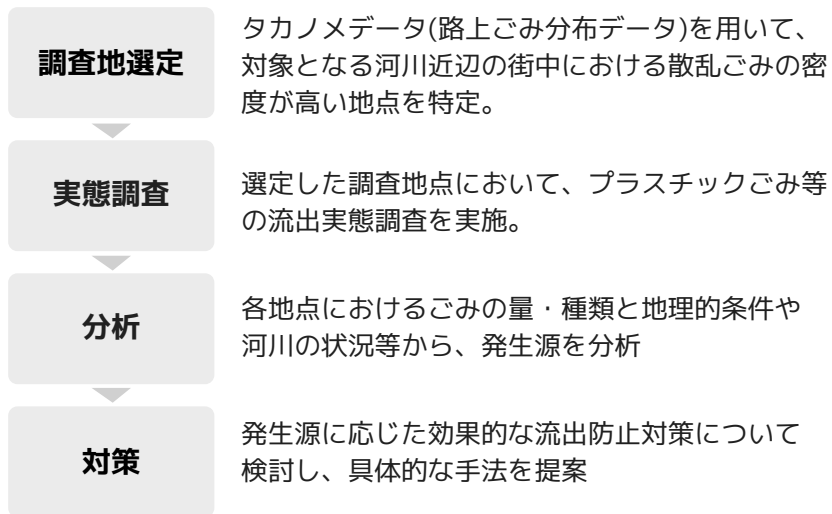 調査地選定
タカノメデータ(路上ごみ分布データ)を用いて、
対象となる河川近辺の街中における散乱ごみの密
度が高い地点を特定。
実態調査
選定した調査地点において、プラスチックごみ等
の流出実態調査を実施。
分析
各地点におけるごみの量・種類と地理的条件や
河川の状況等から、発生源を分析
対策
発生源に応じた効果的な流出防止対策について
検討し、具体的な手法を提案